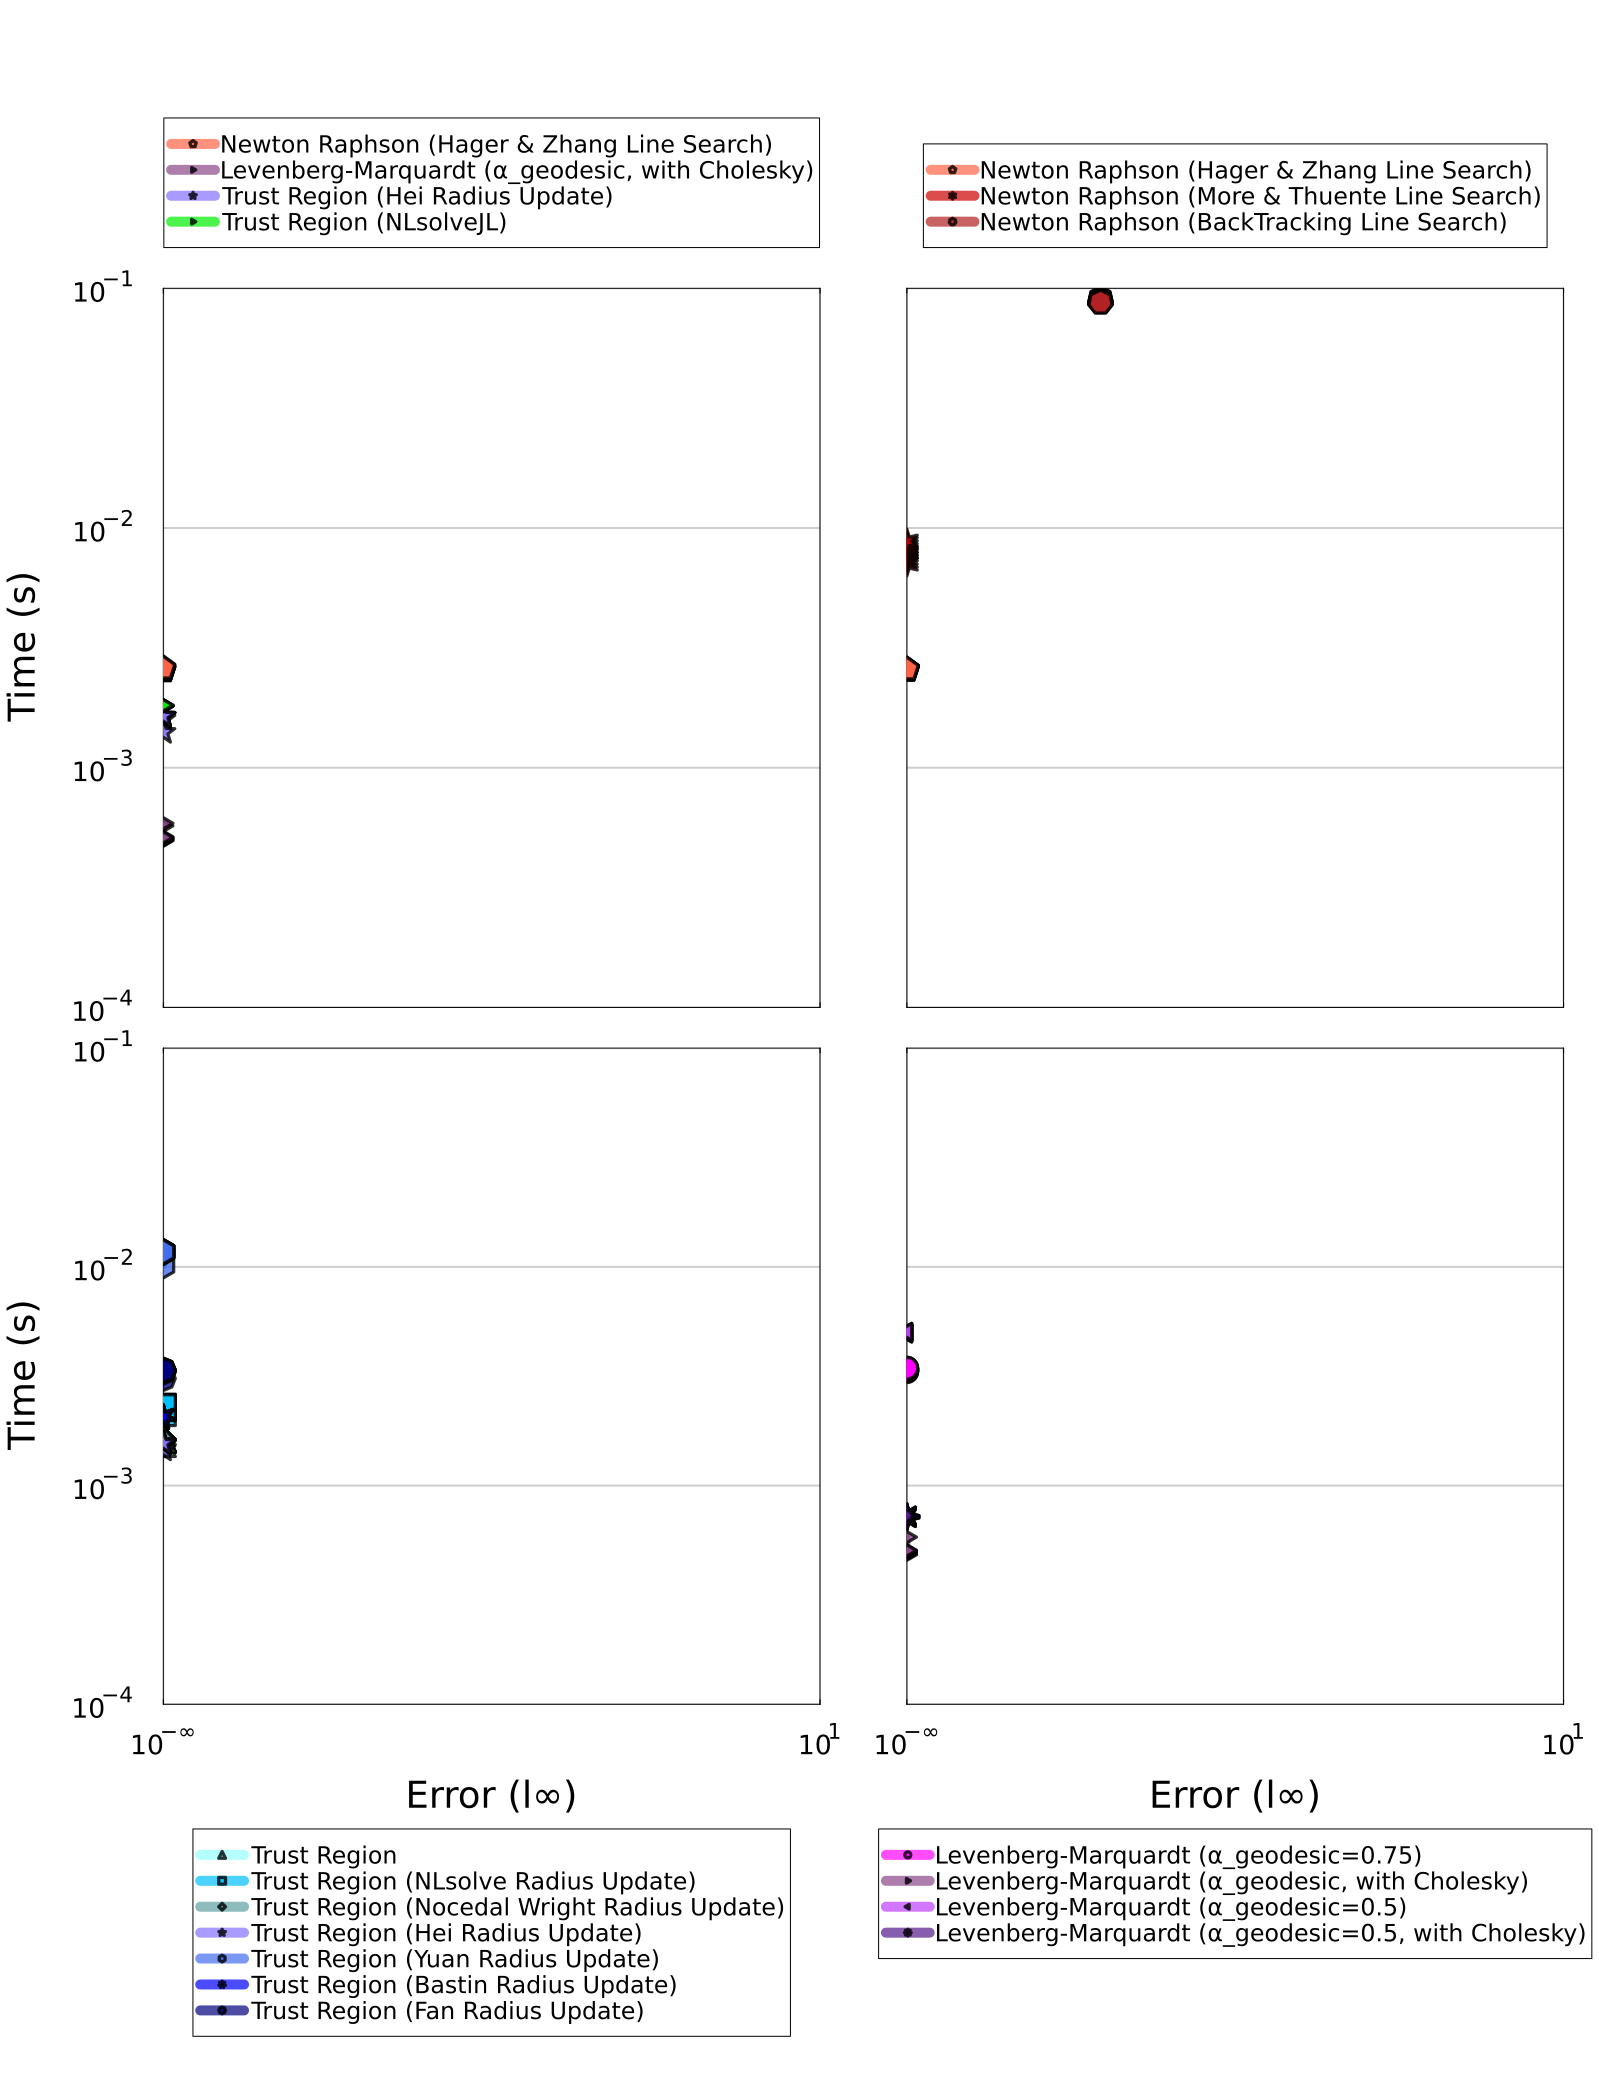 Newton Raphson (Hager & Zhang Line Search)
Levenberg-Marquardt (α_geodesic, with Cholesky)
Trust Region (Hei Radius Update)
Trust Region (NLsolveJL)
Newton Raphson (Hager & Zhang Line Search)
Newton Raphson (More & Thuente Line Search)
Newton Raphson (BackTracking Line Search)
10⁻¹
10⁻²
10⁻³
10⁻⁴
Time (s)
10⁻¹
10⁻²
10⁻³
10⁻⁴
Time (s)
10^−∞
10¹
10^−∞
10¹
Error (l∞)
Error (l∞)
Trust Region
Trust Region (NLsolve Radius Update)
Trust Region (Nocedal Wright Radius Update)
Trust Region (Hei Radius Update)
Trust Region (Yuan Radius Update)
Trust Region (Bastin Radius Update)
Trust Region (Fan Radius Update)
Levenberg-Marquardt (α_geodesic=0.75)
Levenberg-Marquardt (α_geodesic, with Cholesky)
Levenberg-Marquardt (α_geodesic=0.5)
Levenberg-Marquardt (α_geodesic=0.5, with Cholesky)